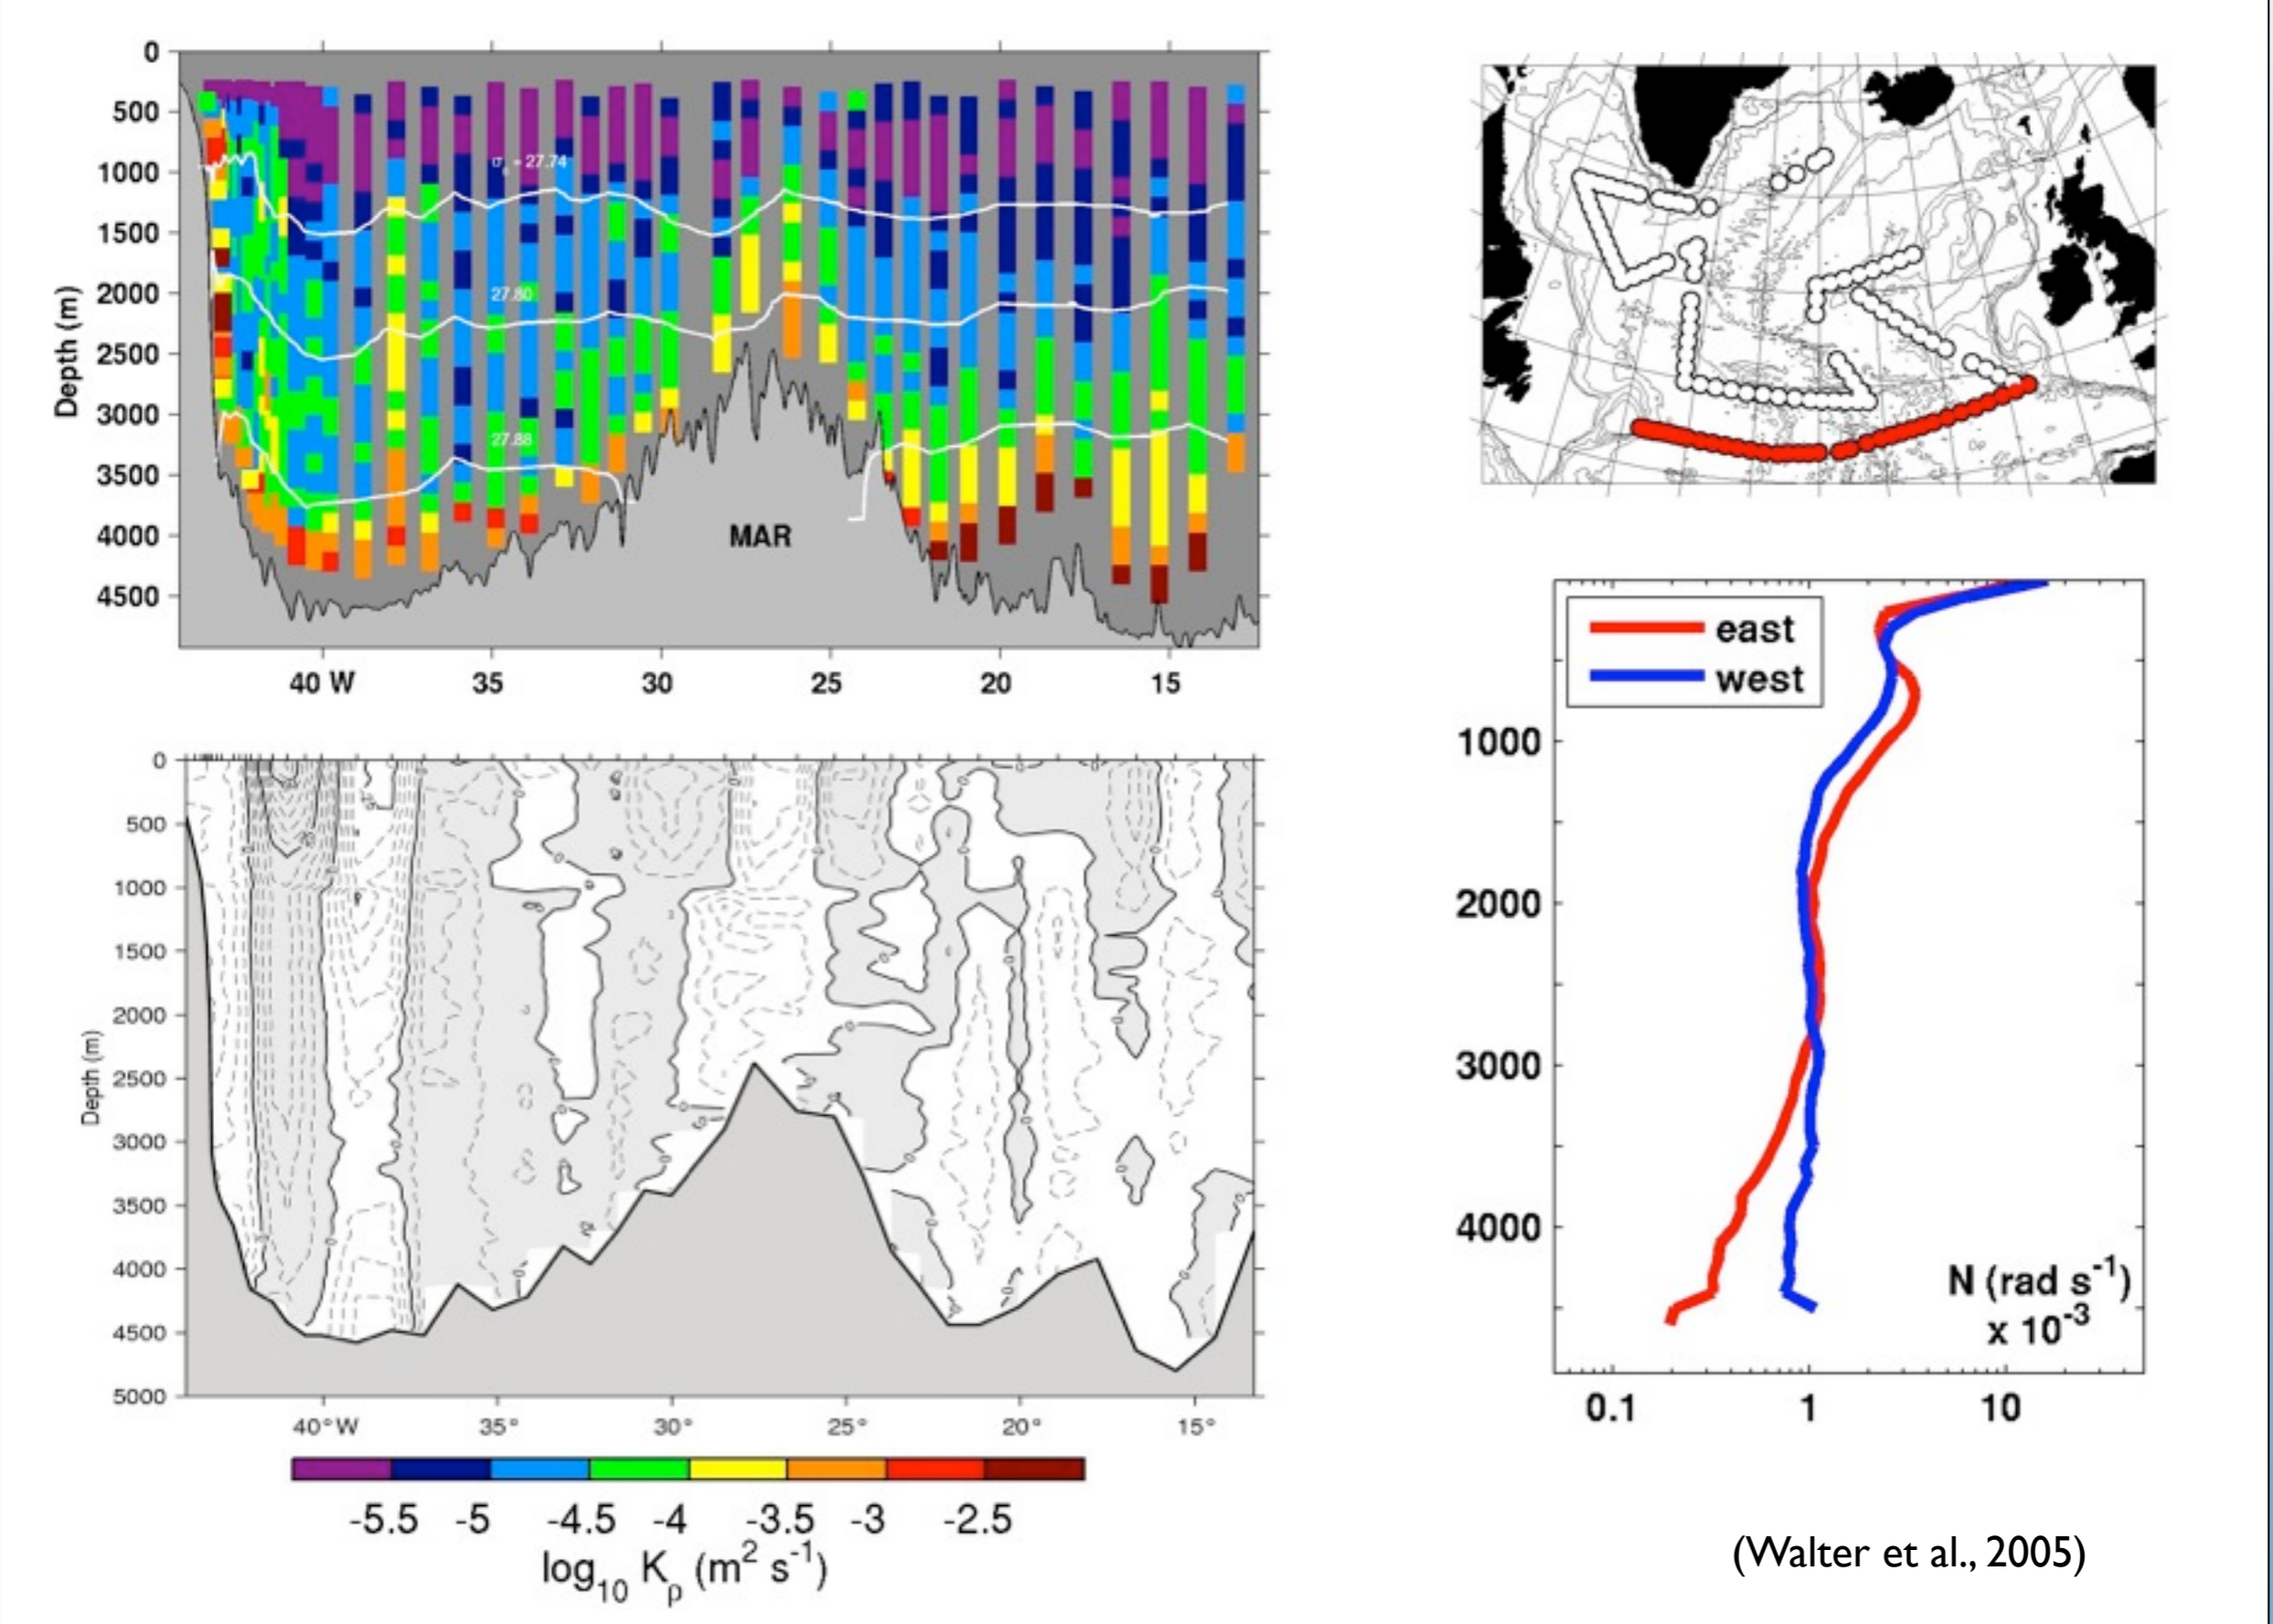 0
500
1000
1500
2000
2500
3000
3500
4000
4500
Depth (m)
σ = 27.74
27.80
27.88
MAR
40 W 35 30 25 20 15
0
500
1000
1500
2000
2500
3000
3500
4000
4500
5000
Depth (m)
40°W 35° 30° 25° 20° 15°
-5.5 -5 -4.5 -4 -3.5 -3 -2.5
log₁₀ Kρ (m² s⁻¹)
east
west
1000
2000
3000
4000
N (rad s⁻¹)
x 10⁻³
0.1 1 10
(Walter et al., 2005)